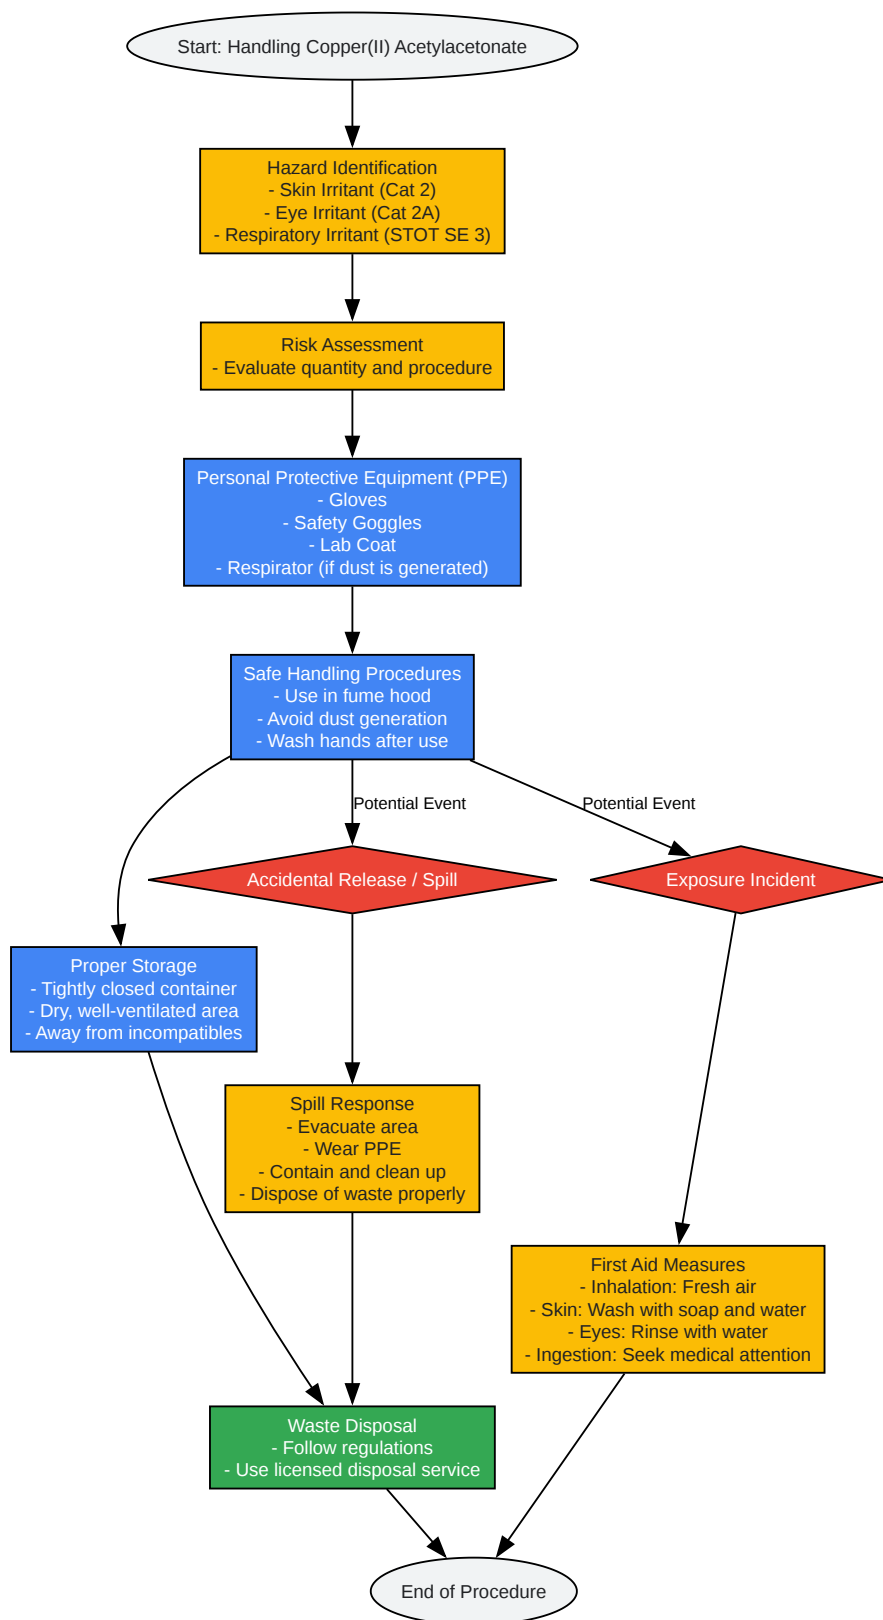 Start: Handling Copper(II) Acetylacetonate
Hazard Identification
- Skin Irritant (Cat 2)
- Eye Irritant (Cat 2A)
- Respiratory Irritant (STOT SE 3)
Risk Assessment
- Evaluate quantity and procedure
Personal Protective Equipment (PPE)
- Gloves
- Safety Goggles
- Lab Coat
- Respirator (if dust is generated)
Safe Handling Procedures
- Use in fume hood
- Avoid dust generation
- Wash hands after use
Potential Event
Potential Event
Accidental Release / Spill
Exposure Incident
Proper Storage
- Tightly closed container
- Dry, well-ventilated area
- Away from incompatibles
Spill Response
- Evacuate area
- Wear PPE
- Contain and clean up
- Dispose of waste properly
First Aid Measures
- Inhalation: Fresh air
- Skin: Wash with soap and water
- Eyes: Rinse with water
- Ingestion: Seek medical attention
Waste Disposal
- Follow regulations
- Use licensed disposal service
End of Procedure